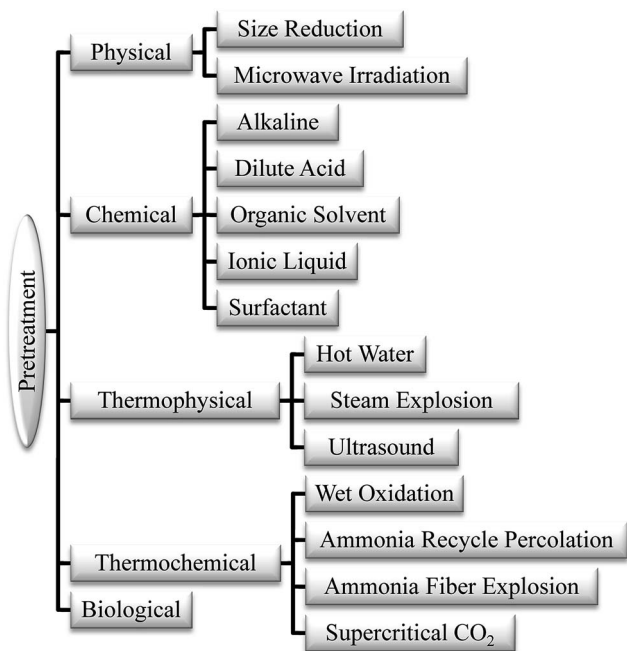 Pretreatment
Physical
Size Reduction
Microwave Irradiation
Chemical
Alkaline
Dilute Acid
Organic Solvent
Ionic Liquid
Surfactant
Thermophysical
Hot Water
Steam Explosion
Ultrasound
Thermochemical
Wet Oxidation
Ammonia Recycle Percolation
Ammonia Fiber Explosion
Supercritical CO₂
Biological